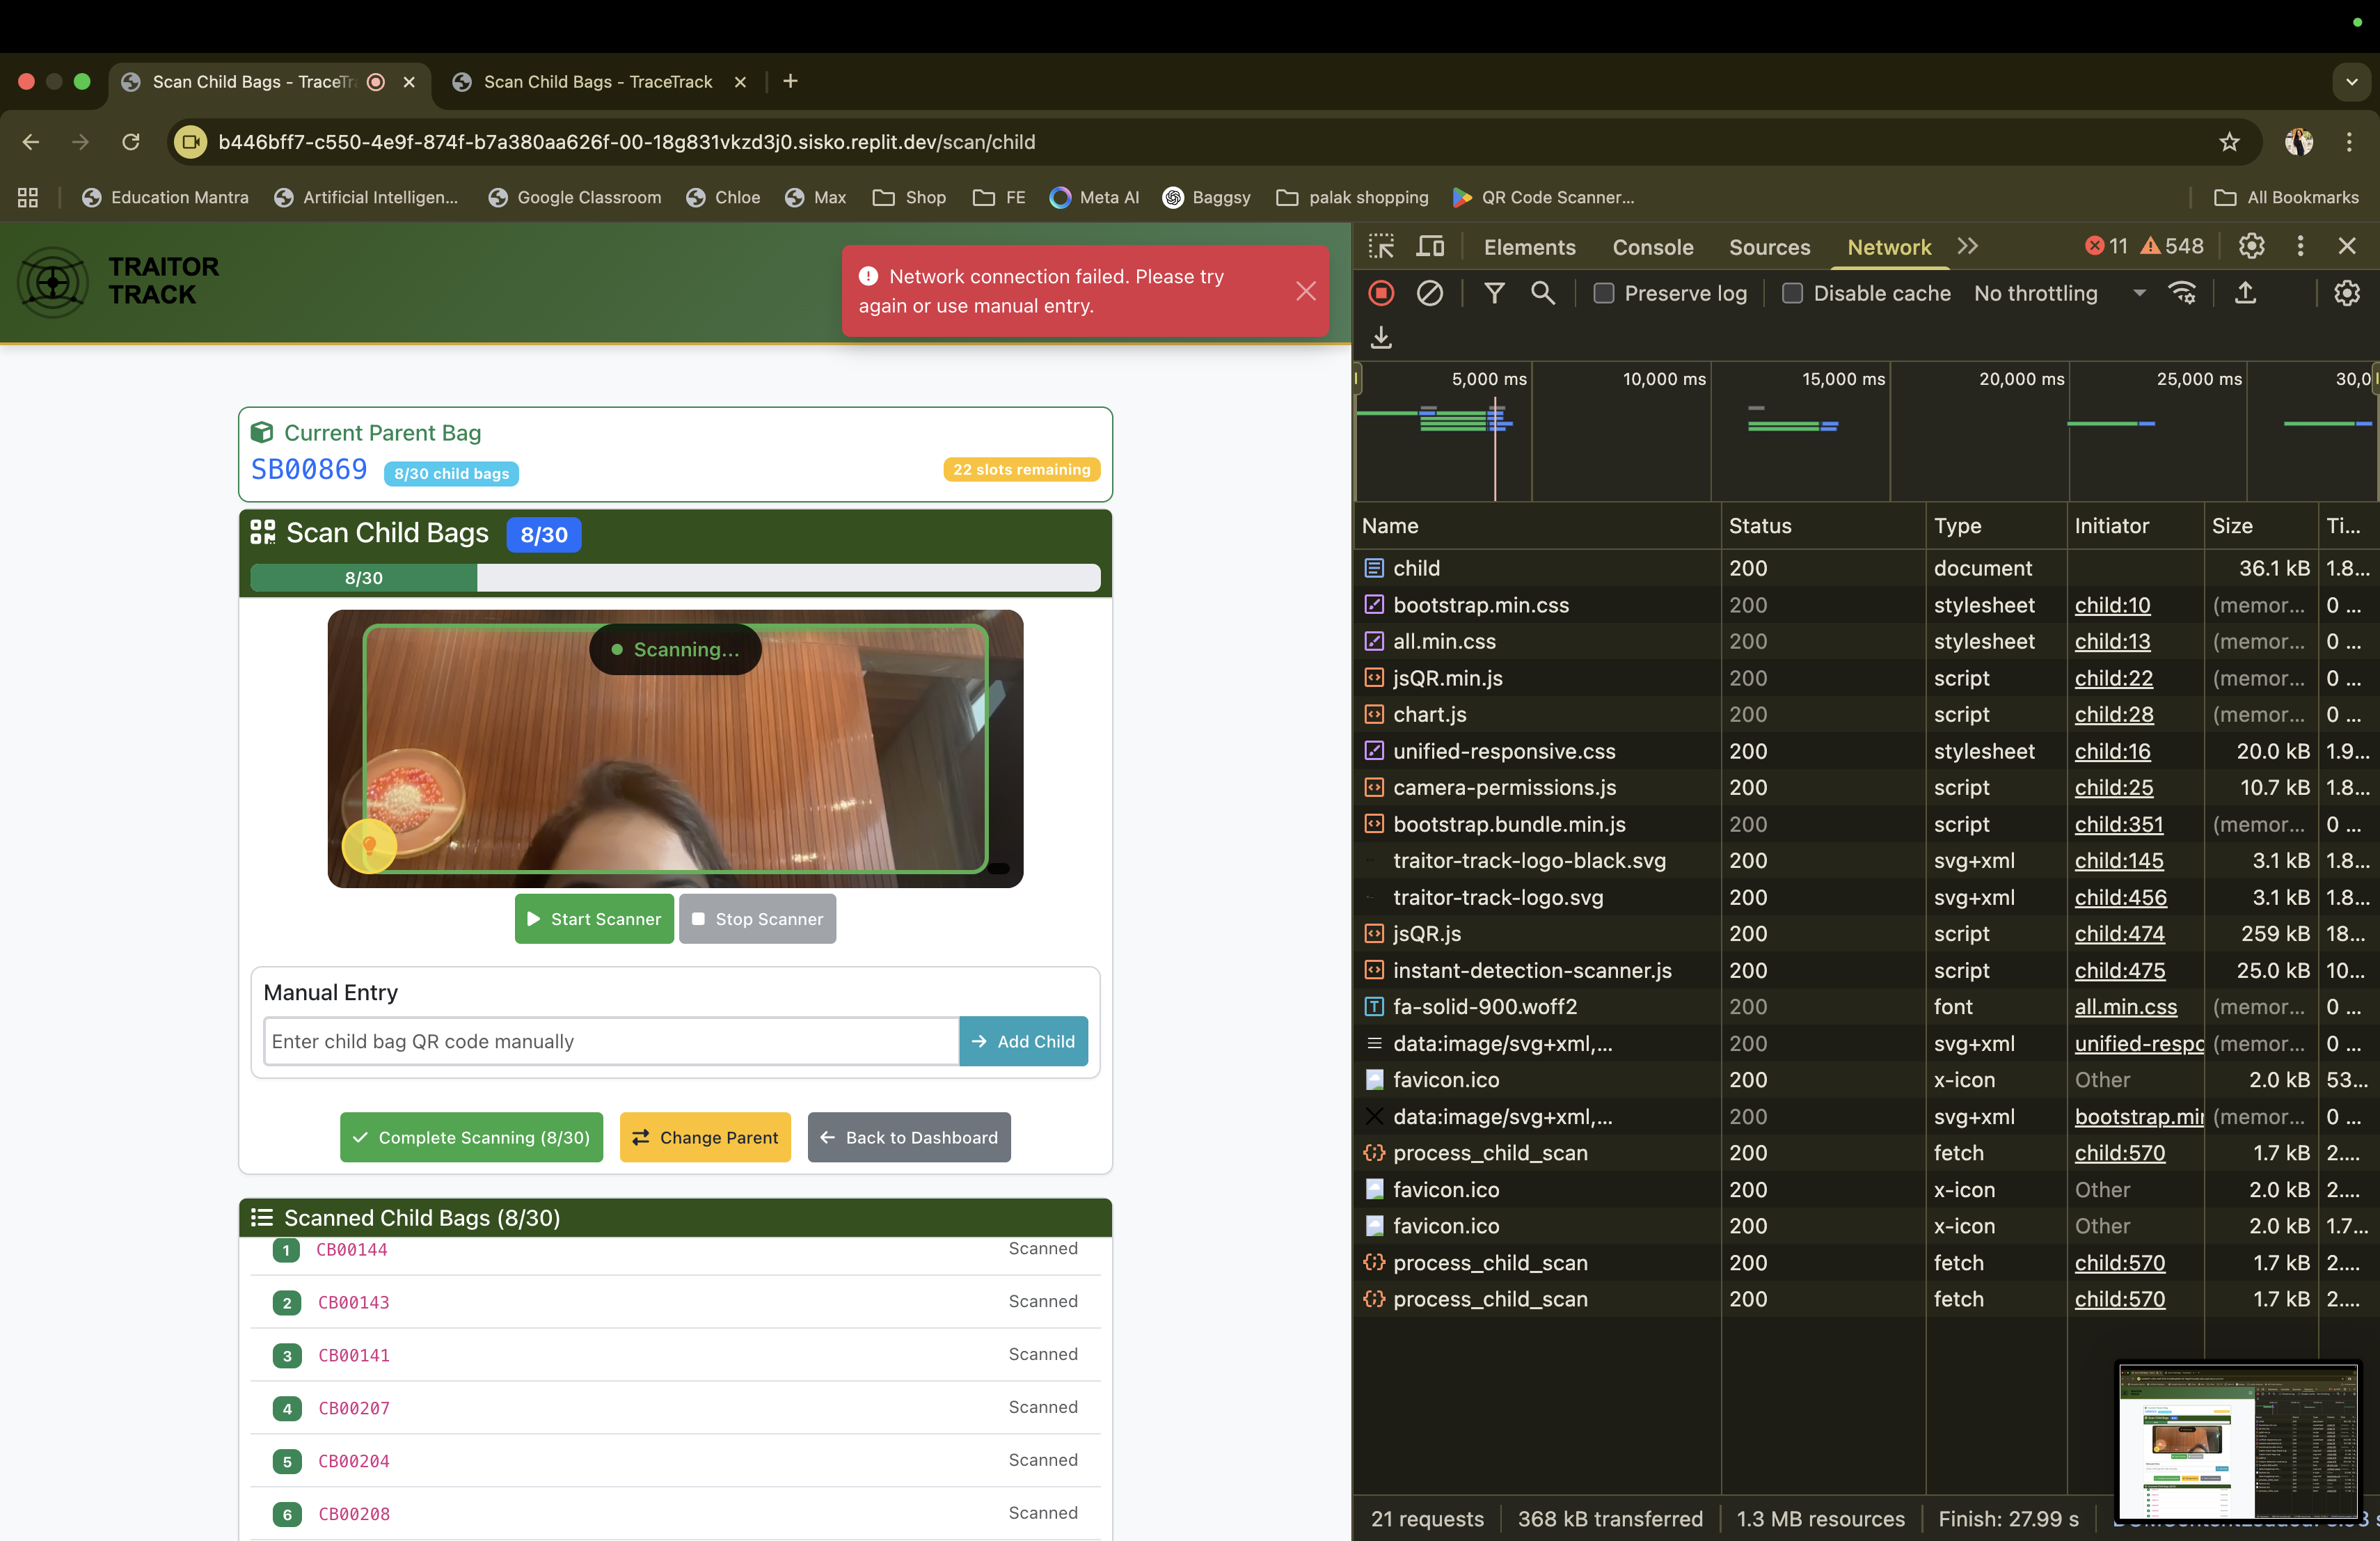 Scan Child Bags - TraceTr
Scan Child Bags - TraceTrack
b446bff7-c550-4e9f-874f-b7a380aa626f-00-18g831vkzd3j0.sisko.replit.dev/scan/child
Education Mantra
Artificial Intelligen...
Google Classroom
Chloe
Max
Shop
FE
Meta AI
Baggsy
palak shopping
QR Code Scanner...
All Bookmarks
TRAITOR
TRACK
Network connection failed. Please try
again or use manual entry.
Current Parent Bag
SB00869 8/30 child bags
22 slots remaining
Scan Child Bags 8/30
8/30
Scanning...
Start Scanner
Stop Scanner
Manual Entry
Enter child bag QR code manually
Add Child
Complete Scanning (8/30)
Change Parent
Back to Dashboard
Scanned Child Bags (8/30)
1 CB00144 Scanned
2 CB00143 Scanned
3 CB00141 Scanned
4 CB00207 Scanned
5 CB00204 Scanned
6 CB00208 Scanned
Elements Console Sources Network 11 548
Preserve log Disable cache No throttling
5,000 ms 10,000 ms 15,000 ms 20,000 ms 25,000 ms 30,0
Name Status Type Initiator Size Ti...
child 200 document 36.1 kB 1.8...
bootstrap.min.css 200 stylesheet child:10 (memor... 0 ...
all.min.css 200 stylesheet child:13 (memor... 0 ...
jsQR.min.js 200 script child:22 (memor... 0 ...
chart.js 200 script child:28 (memor... 0 ...
unified-responsive.css 200 stylesheet child:16 20.0 kB 1.9...
camera-permissions.js 200 script child:25 10.7 kB 1.8...
bootstrap.bundle.min.js 200 script child:351 (memor... 0 ...
traitor-track-logo-black.svg 200 svg+xml child:145 3.1 kB 1.8...
traitor-track-logo.svg 200 svg+xml child:456 3.1 kB 1.8...
jsQR.js 200 script child:474 259 kB 18...
instant-detection-scanner.js 200 script child:475 25.0 kB 10...
fa-solid-900.woff2 200 font all.min.css (memor... 0 ...
data:image/svg+xml,... 200 svg+xml unified-respo (memor... 0 ...
favicon.ico 200 x-icon Other 2.0 kB 53...
data:image/svg+xml,... 200 svg+xml bootstrap.min (memor... 0 ...
process_child_scan 200 fetch child:570 1.7 kB 2....
favicon.ico 200 x-icon Other 2.0 kB 2....
favicon.ico 200 x-icon Other 2.0 kB 1.7...
process_child_scan 200 fetch child:570 1.7 kB 2....
process_child_scan 200 fetch child:570 1.7 kB 2....
21 requests 368 kB transferred 1.3 MB resources Finish: 27.99 s